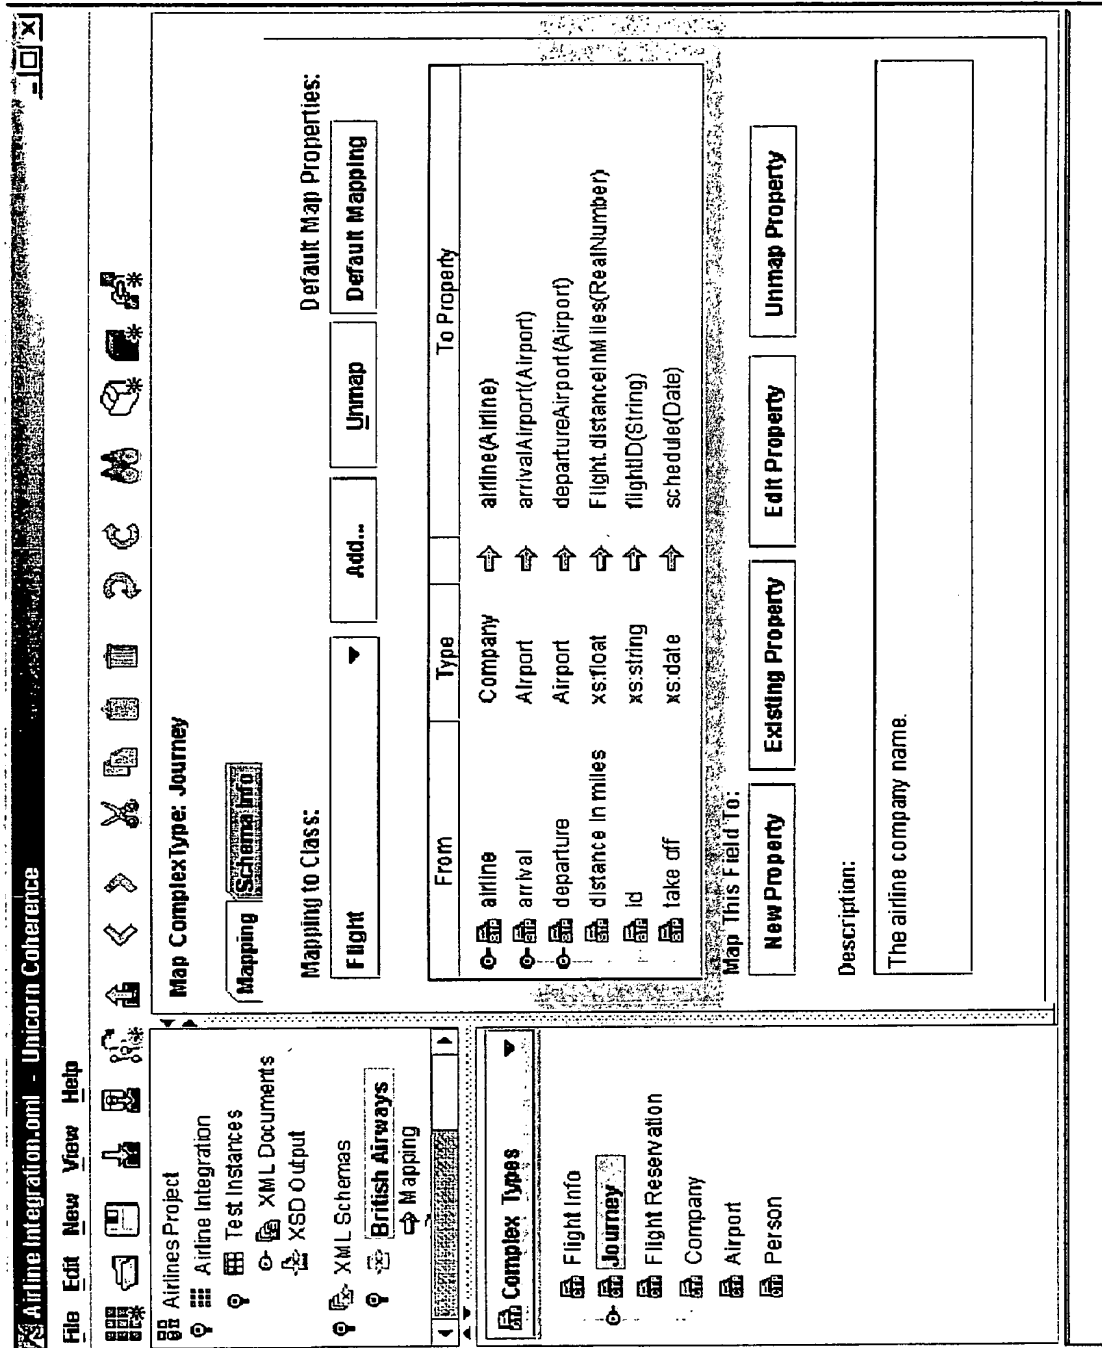 Airline Integration.oml - Unicorn Coherence
File Edit New View Help
Airlines Project
Airline Integration
Test Instances
XML Documents
XSD Output
XML Schemas
British Airways
Mapping
Complex Types
Flight Info
Journey
Flight Reservation
Company
Airport
Person
Map ComplexType: Journey
Mapping Schema Info
Mapping to Class: Default Map Properties:
Flight Add... Unmap Default Mapping
From Type To Property
airline Company airline(Airline)
arrival Airport arrivalAirport(Airport)
departure Airport departureAirport(Airport)
distance in miles xs:float Flight.distanceInMiles(RealNumber)
id xs:string flightID(String)
take off xs:date schedule(Date)
Map This Field To:
New Property Existing Property Edit Property Unmap Property
Description:
The airline company name.